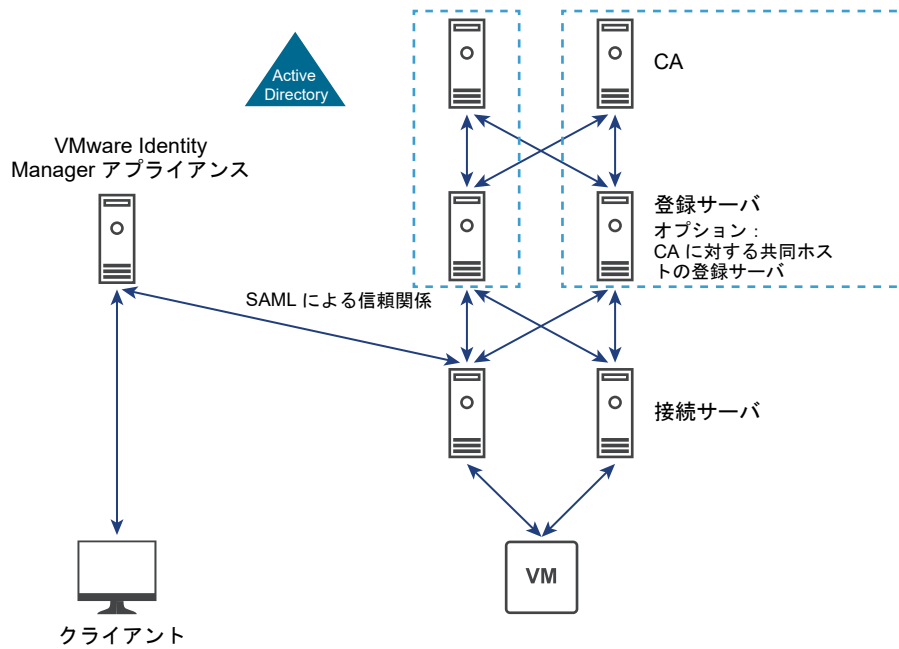 CA
Active
Directory
VMware Identity
Manager アプライアンス
登録サーバ
オプション :
CA に対する共同ホス
トの登録サーバ
SAML による信頼関係
接続サーバ
VM
クライアント